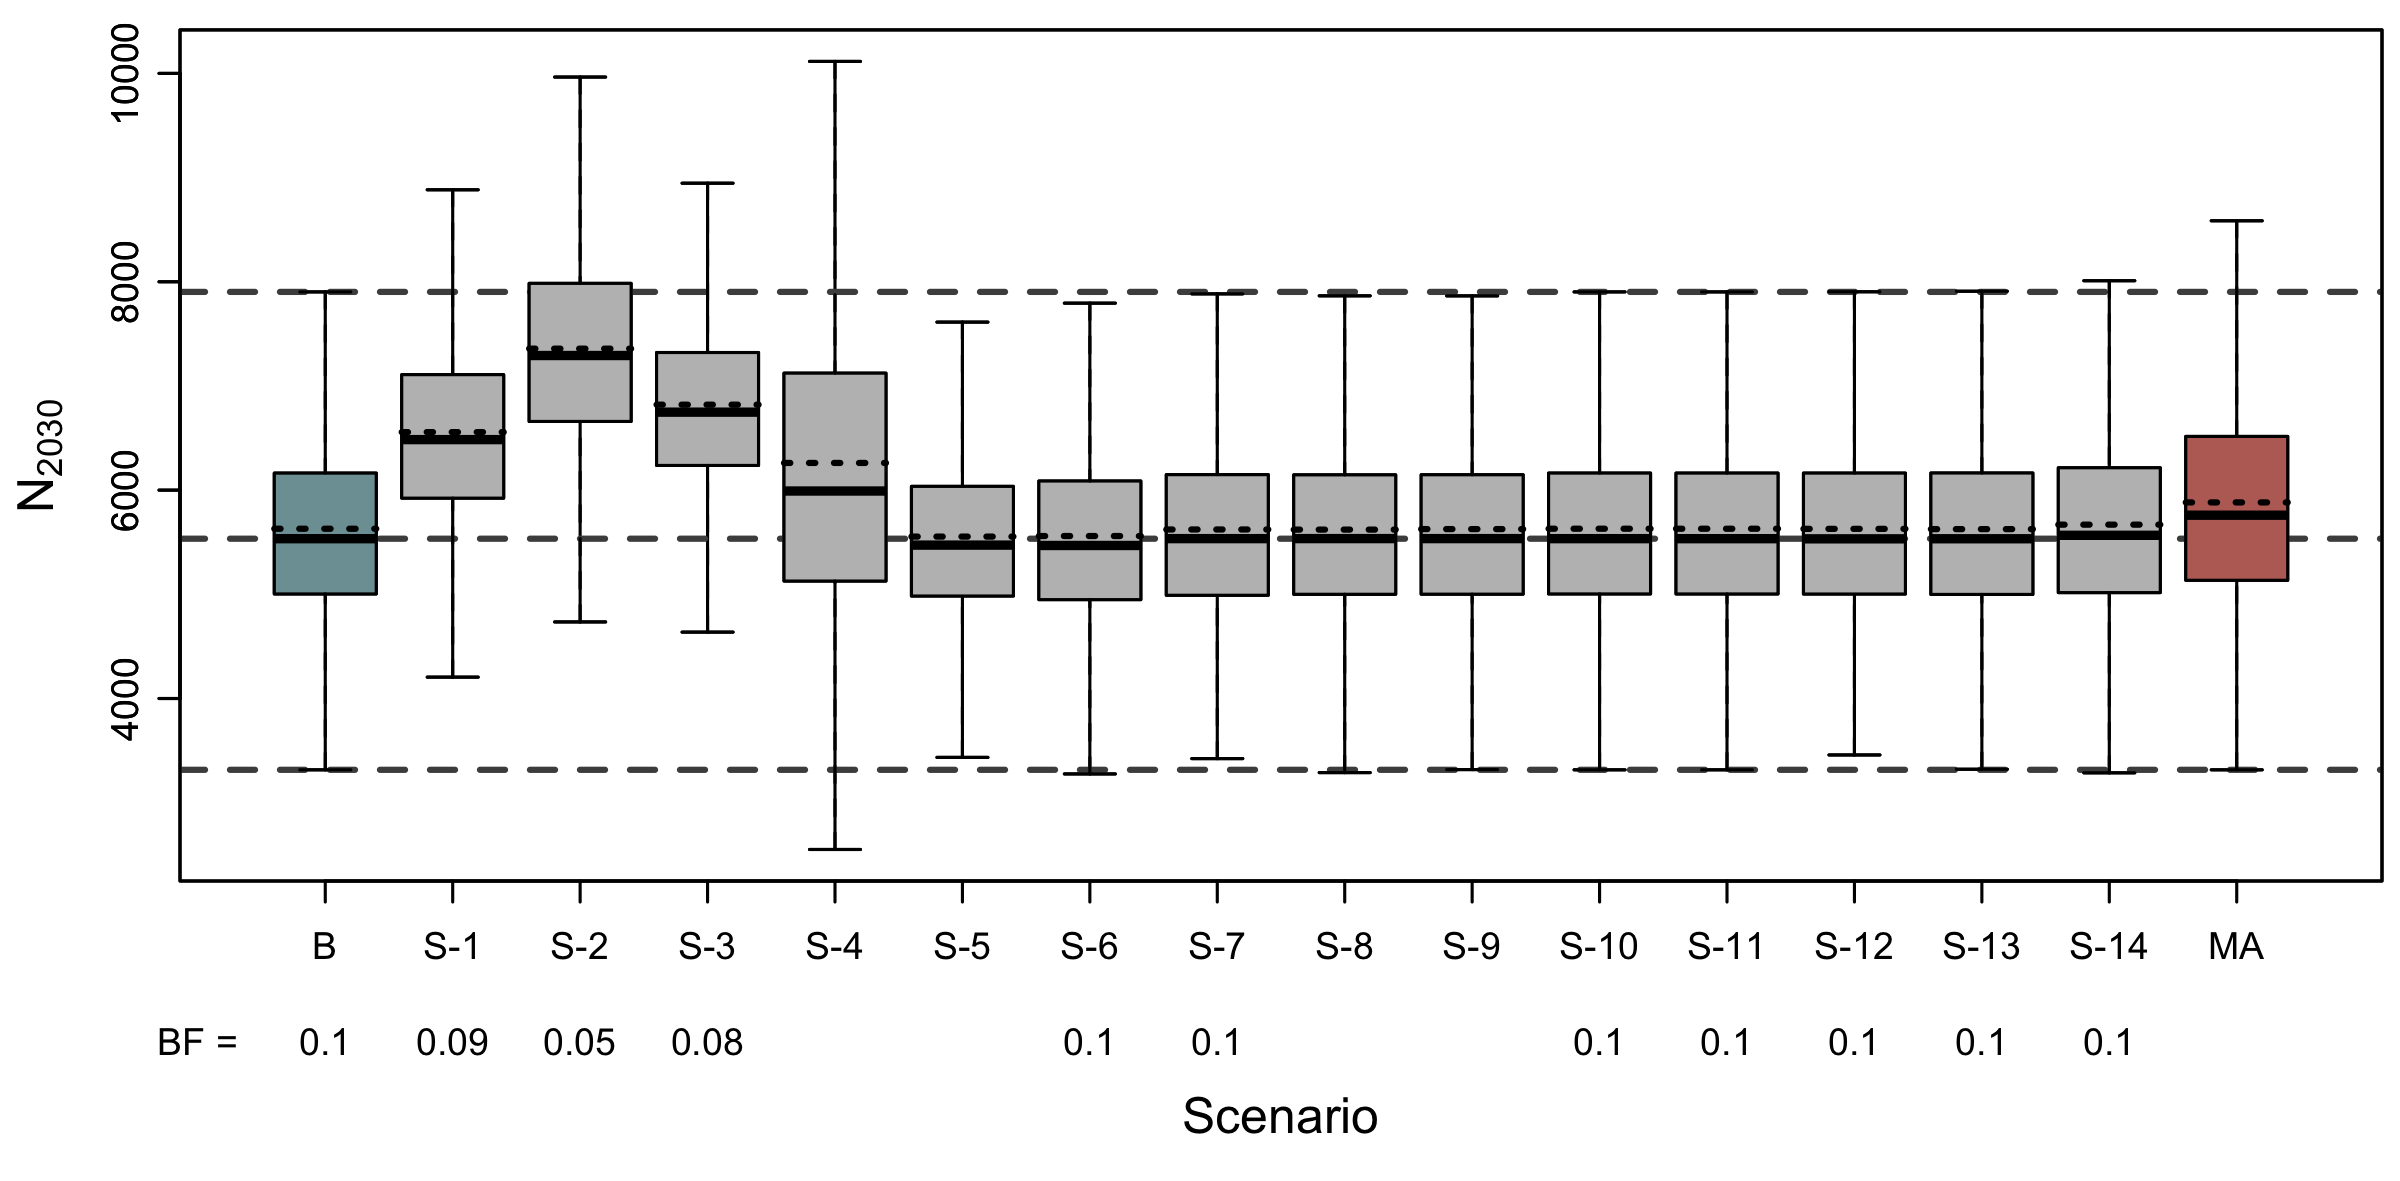 10000
8000
6000
4000
N2030
B S-1 S-2 S-3 S-4 S-5 S-6 S-7 S-8 S-9 S-10 S-11 S-12 S-13 S-14 MA
BF = 0.1 0.09 0.05 0.08 0.1 0.1 0.1 0.1 0.1 0.1 0.1
Scenario